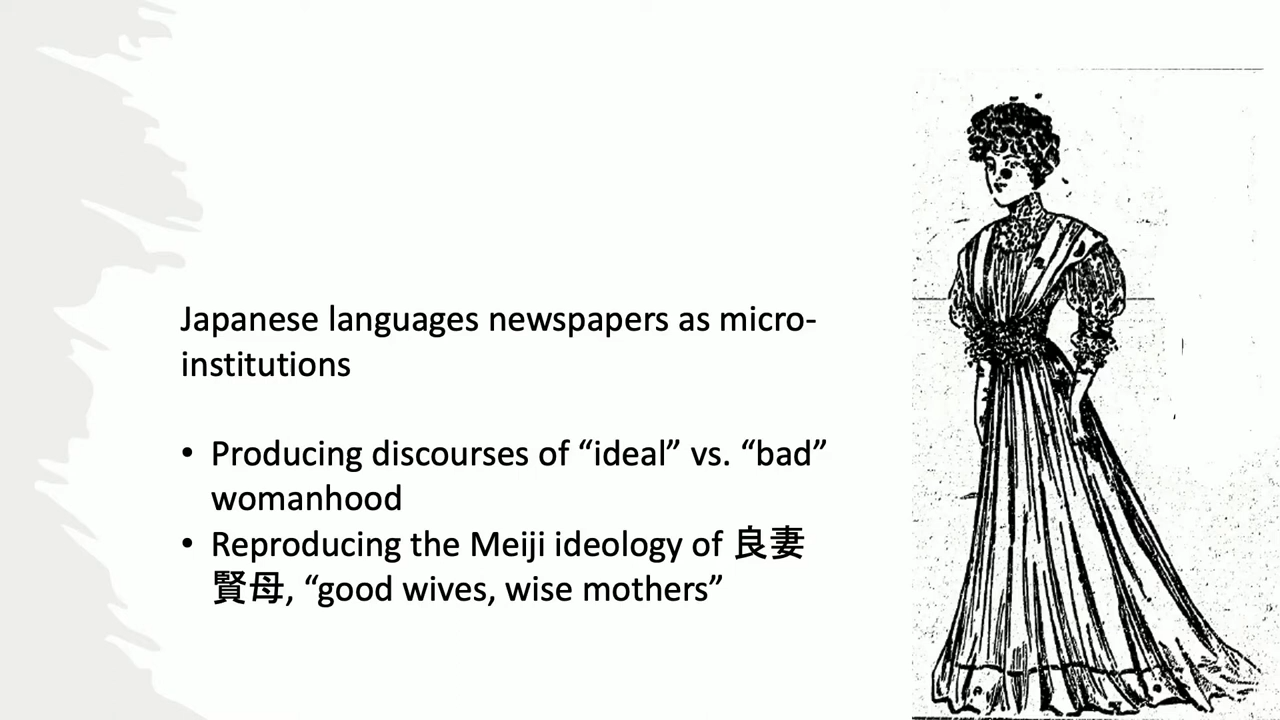 Japanese languages newspapers as micro-
institutions
• Producing discourses of “ideal” vs. “bad”
womanhood
• Reproducing the Meiji ideology of 良妻
賢母, “good wives, wise mothers”